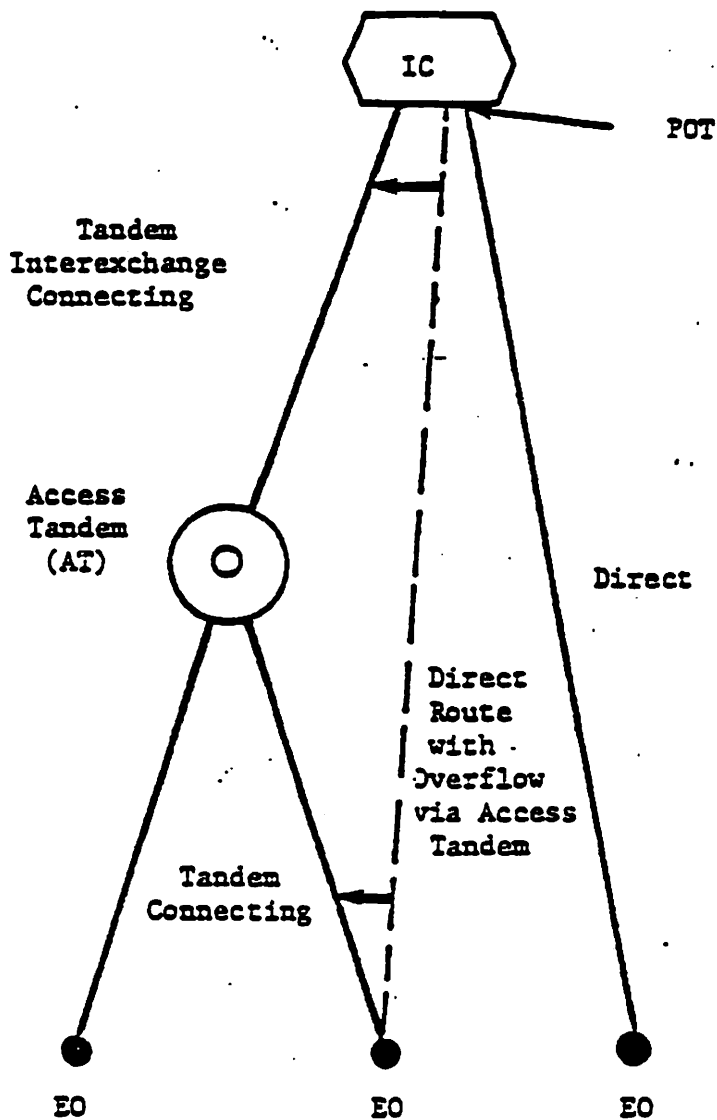 IC
POT
Tandem
Interexchange
Connecting
Access
Tandem
(AT)
Direct
Direct
Route
with
Overflow
via Access
Tandem
Tandem
Connecting
EO
EO
EO